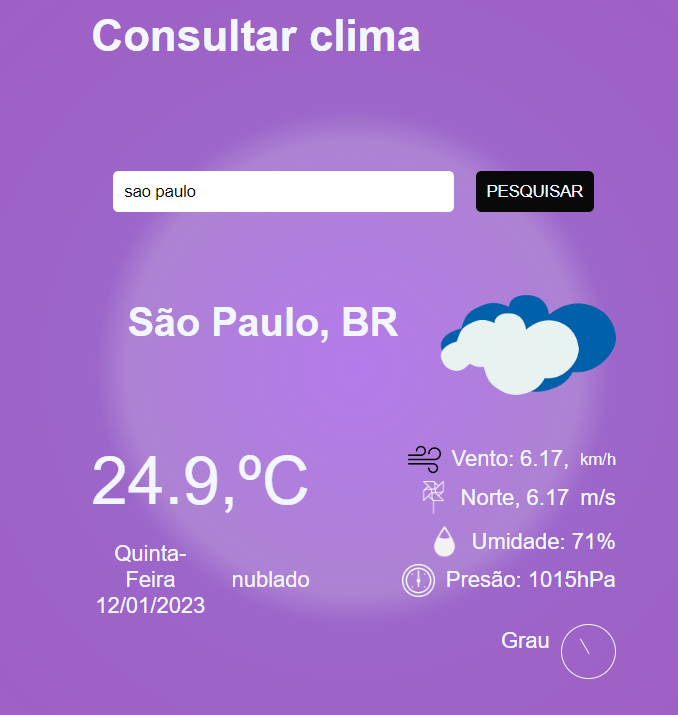 Consultar clima
sao paulo
PESQUISAR
São Paulo, BR
24.9,ºC
Vento: 6.17, km/h
Norte, 6.17 m/s
Umidade: 71%
Quinta-
Feira
12/01/2023
nublado
Presão: 1015hPa
Grau